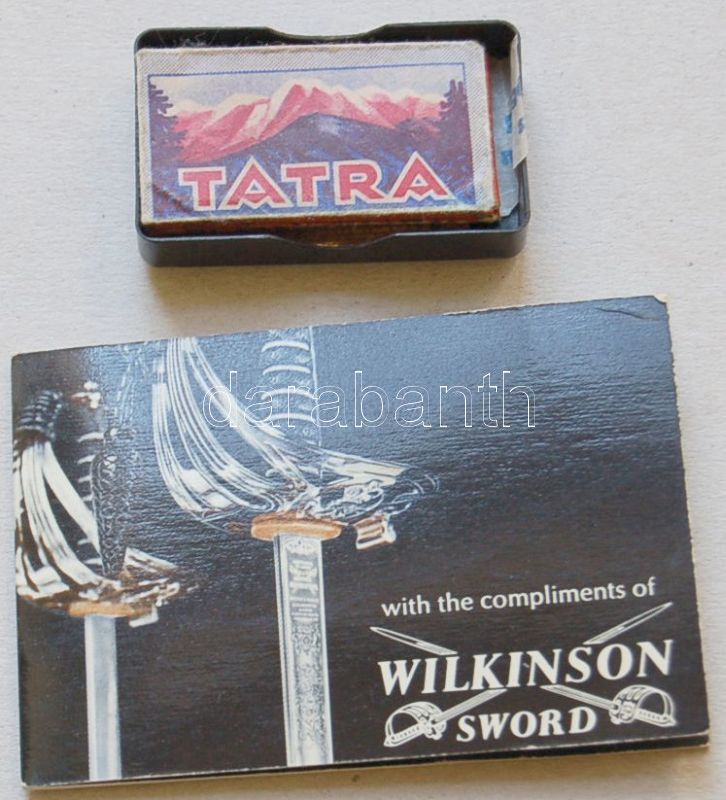 TATRA
darabanth
with the compliments of
WILKINSON
SWORD